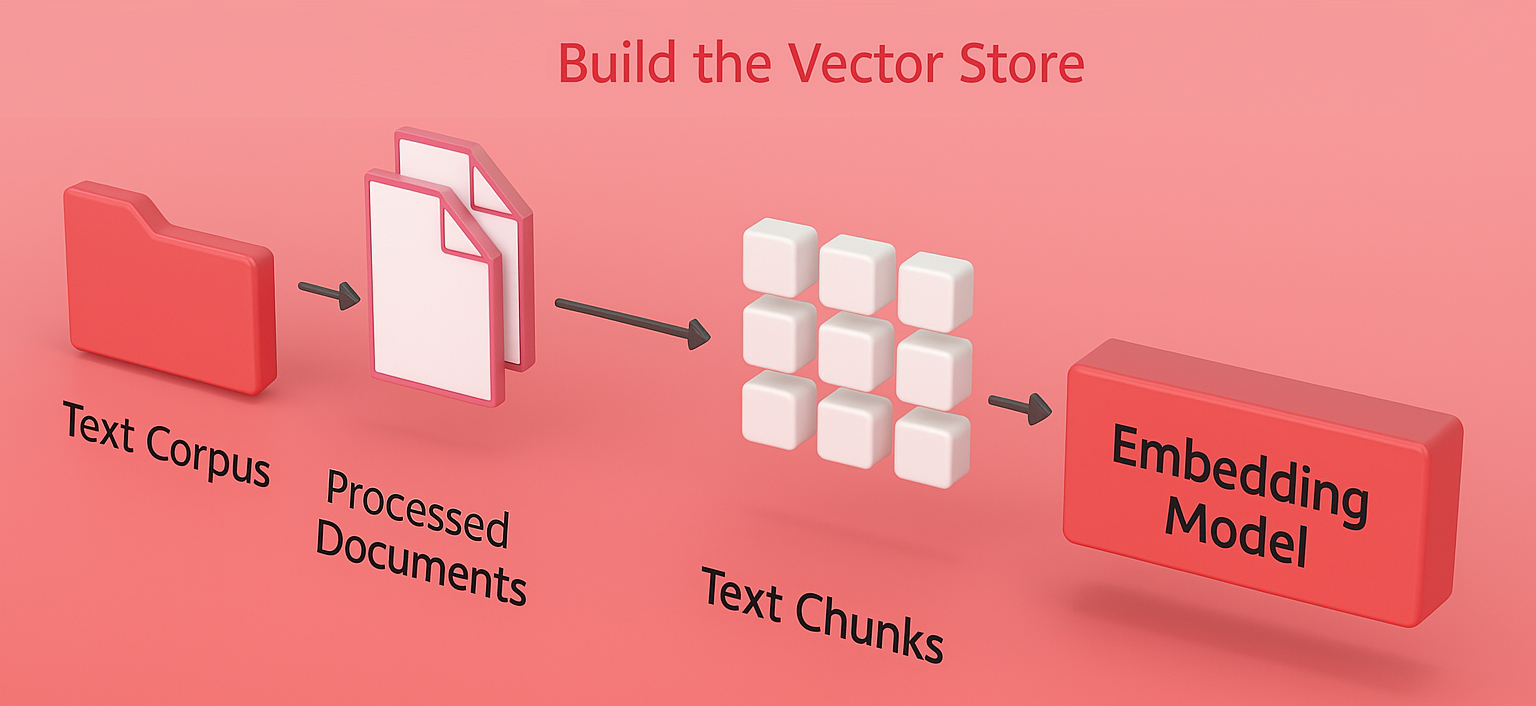 Build the Vector Store
Text Corpus
Processed
Documents
Text Chunks
Embedding
Model